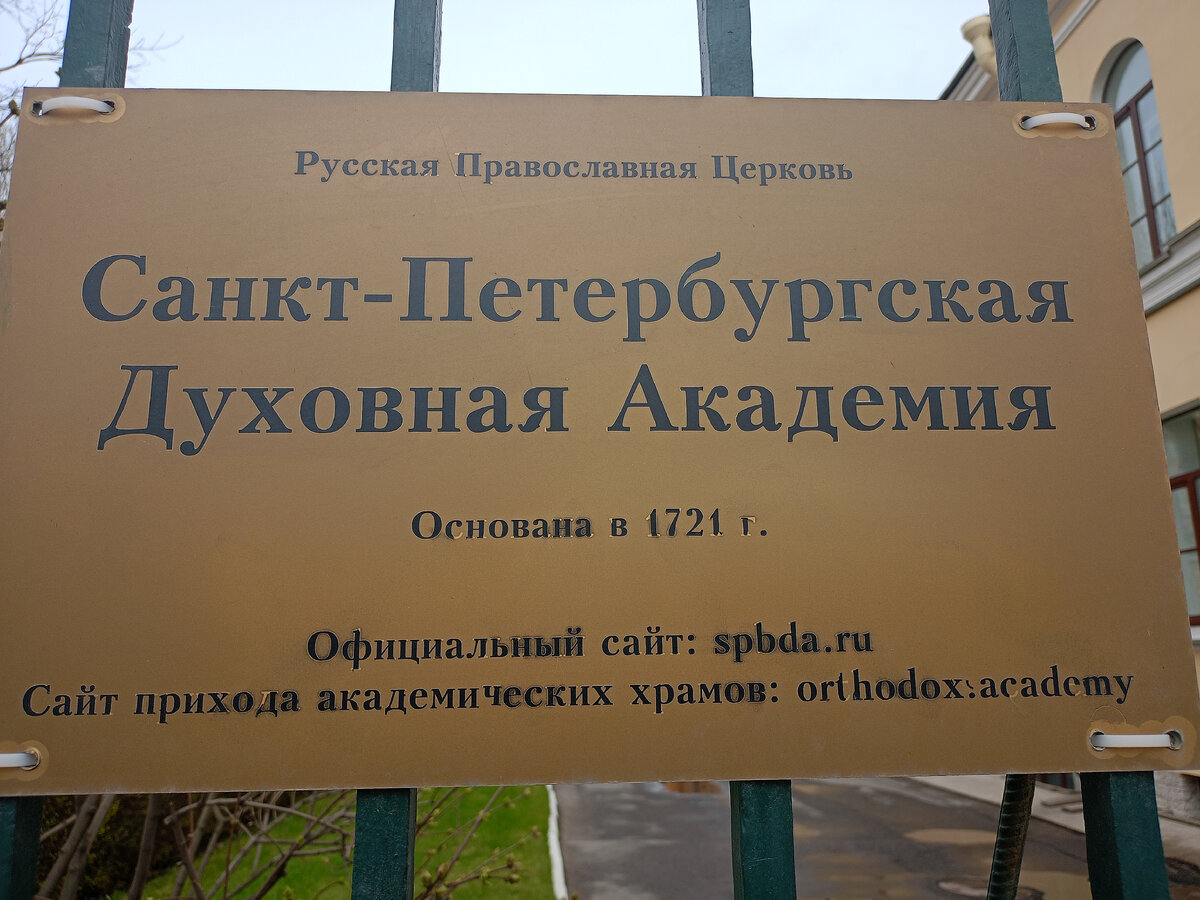 Русская Православная Церковь
Санкт-Петербургская
Духовная Академия
Основана в 1721 г.
Официальный сайт: spbda.ru
Сайт прихода академических храмов: orthodox.academy